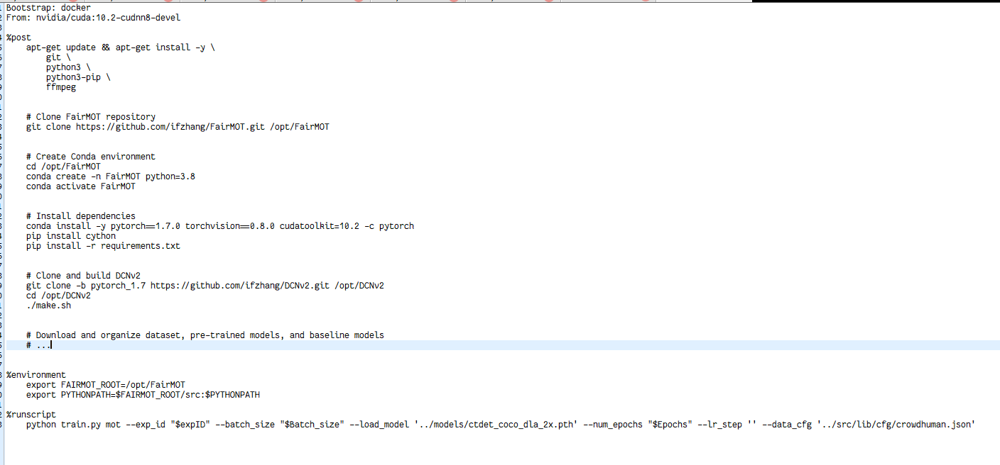 Bootstrap: docker
From: nvidia/cuda:10.2-cudnn8-devel
%post
apt-get update && apt-get install -y \
git \
python3 \
python3-pip \
ffmpeg
# Clone FairMOT repository
git clone https://github.com/ifzhang/FairMOT.git /opt/FairMOT
# Create Conda environment
cd /opt/FairMOT
conda create -n FairMOT python=3.8
conda activate FairMOT
# Install dependencies
conda install -y pytorch==1.7.0 torchvision==0.8.0 cudatoolkit=10.2 -c pytorch
pip install cython
pip install -r requirements.txt
# Clone and build DCNv2
git clone -b pytorch_1.7 https://github.com/ifzhang/DCNv2.git /opt/DCNv2
cd /opt/DCNv2
./make.sh
# Download and organize dataset, pre-trained models, and baseline models
# ...
%environment
export FAIRMOT_ROOT=/opt/FairMOT
export PYTHONPATH=$FAIRMOT_ROOT/src:$PYTHONPATH
%runscript
python train.py mot --exp_id "$expID" --batch_size "$Batch_size" --load_model '../models/ctdet_coco_dla_2x.pth' --num_epochs "$Epochs" --lr_step '' --data_cfg '../src/lib/cfg/crowdhuman.json'